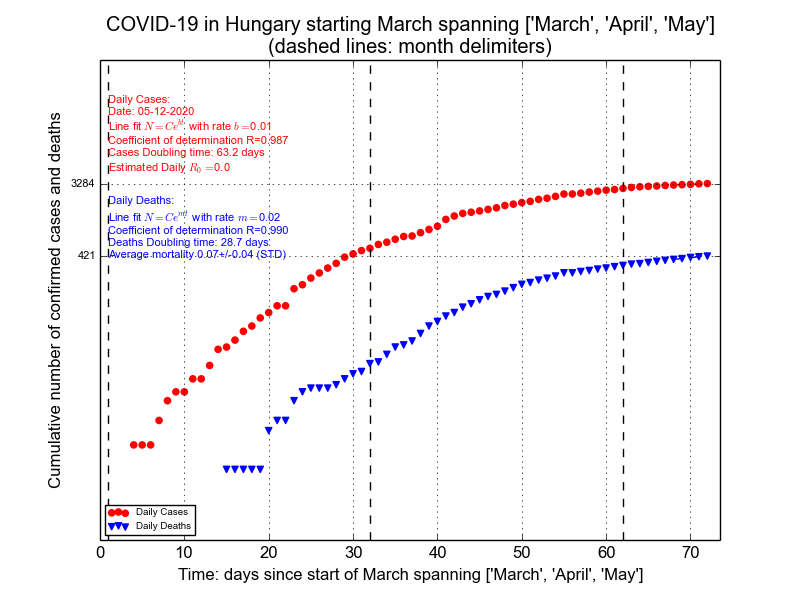 COVID-19 in Hungary starting March spanning ['March', 'April', 'May']
(dashed lines: month delimiters)
Cumulative number of confirmed cases and deaths
Daily Cases:
Date: 05-12-2020
Line fit N = Ce^{bt}: with rate b = 0.01
Coefficient of determination R=0.987
Cases Doubling time: 63.2 days
Estimated Daily R_0 = 0.0
3284
Daily Deaths:
Line fit N = Ce^{mt} with rate m = 0.02
Coefficient of determination R=0.990
Deaths Doubling time: 28.7 days
Average mortality 0.07+/-0.04 (STD)
421
Daily Cases
Daily Deaths
0 10 20 30 40 50 60 70
Time: days since start of March spanning ['March', 'April', 'May']